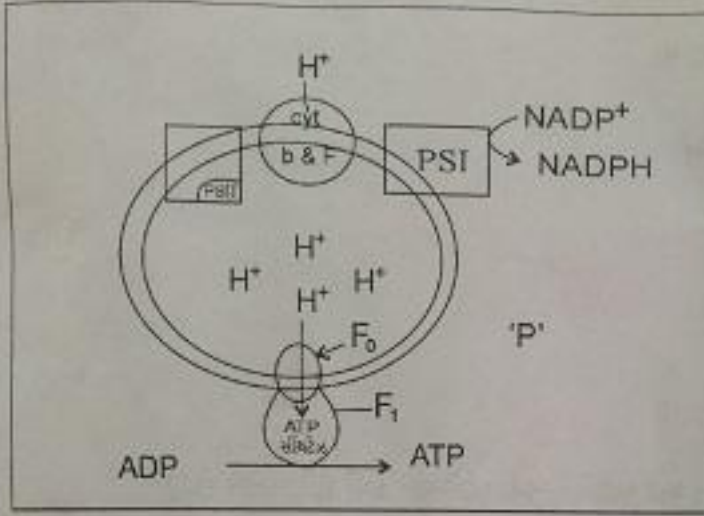 H⁺
cyt
b & F
PSII
PSI
NADP⁺
NADPH
H⁺
H⁺
H⁺
H⁺
F₀
'P'
ATP
F₁
ADP
ATP